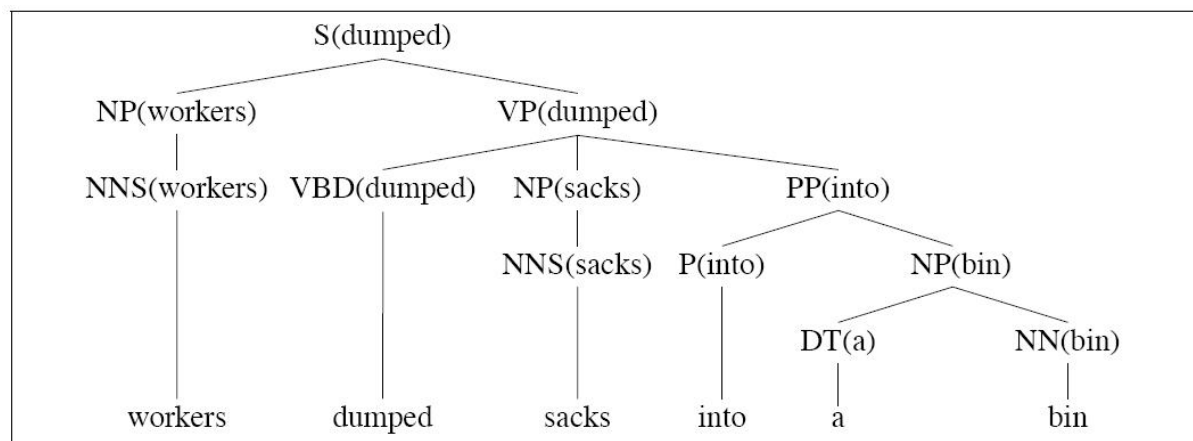 S(dumped)
NP(workers) VP(dumped)
NNS(workers) VBD(dumped) NP(sacks) PP(into)
NNS(sacks) P(into) NP(bin)
DT(a) NN(bin)
workers dumped sacks into a bin